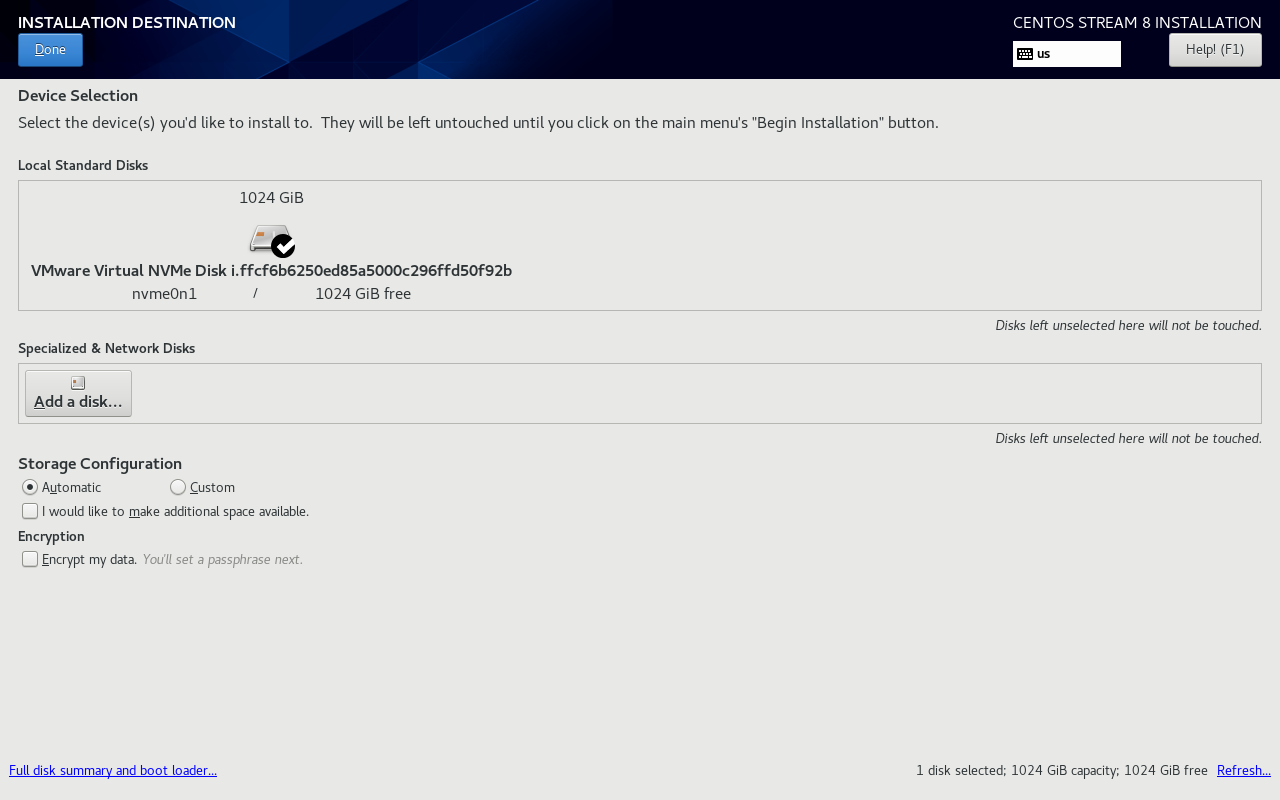 INSTALLATION DESTINATION
CENTOS STREAM 8 INSTALLATION
Done
us
Help! (F1)
Device Selection
Select the device(s) you'd like to install to.  They will be left untouched until you click on the main menu's "Begin Installation" button.
Local Standard Disks
1024 GiB
VMware Virtual NVMe Disk i.ffcf6b6250ed85a5000c296ffd50f92b
nvme0n1 / 1024 GiB free
Disks left unselected here will not be touched.
Specialized & Network Disks
Add a disk...
Disks left unselected here will not be touched.
Storage Configuration
Automatic Custom
I would like to make additional space available.
Encryption
Encrypt my data. You'll set a passphrase next.
Full disk summary and boot loader... 1 disk selected; 1024 GiB capacity; 1024 GiB free Refresh...